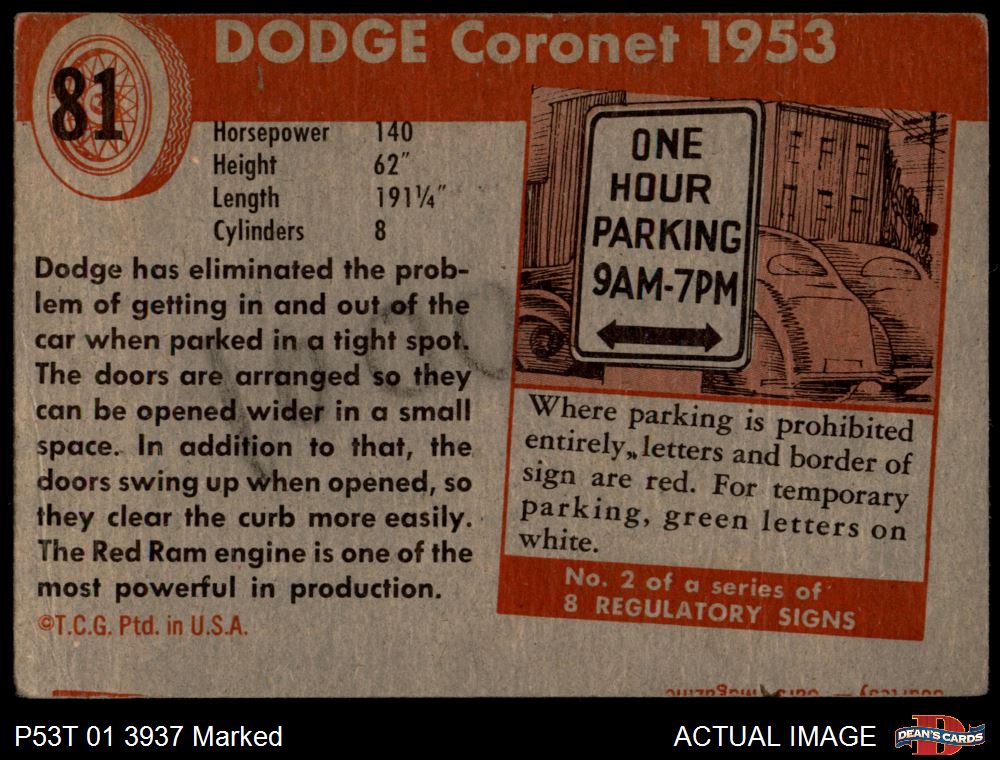 DODGE Coronet 1953
81
Horsepower 140
Height 62"
Length 191¼"
Cylinders 8
Dodge has eliminated the prob-
lem of getting in and out of the
car when parked in a tight spot.
The doors are arranged so they
can be opened wider in a small
space. In addition to that, the
doors swing up when opened, so
they clear the curb more easily.
The Red Ram engine is one of the
most powerful in production.
©T.C.G. Ptd. in U.S.A.
ONE
HOUR
PARKING
9AM-7PM
Where parking is prohibited
entirely, letters and border of
sign are red. For temporary
parking, green letters on
white.
No. 2 of a series of
8 REGULATORY SIGNS
P53T 01 3937 Marked
ACTUAL IMAGE
DEAN'S CARDS